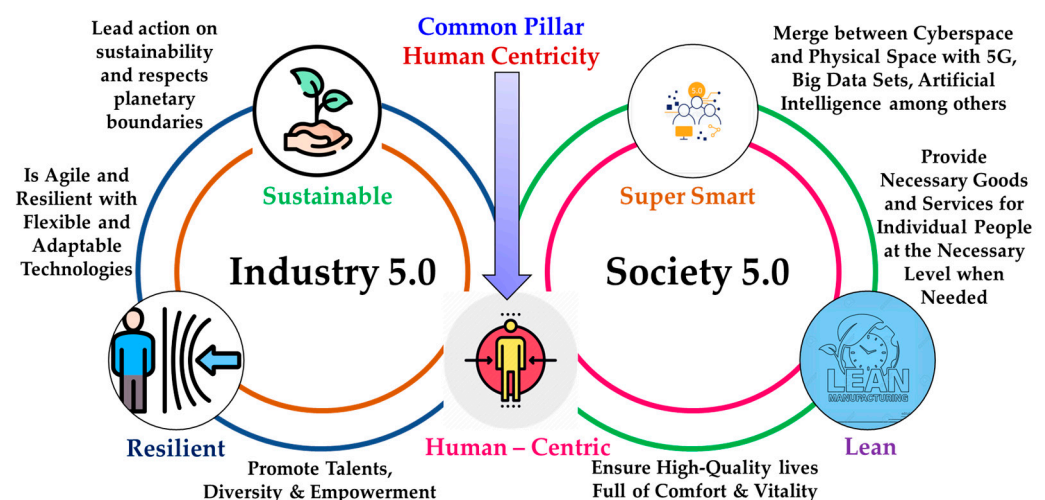 Common Pillar
Human Centricity
Lead action on
sustainability
and respects
planetary
boundaries
Sustainable
Is Agile and
Resilient with
Flexible and
Adaptable
Technologies
Industry 5.0
Resilient
Promote Talents,
Diversity & Empowerment
Human – Centric
Merge between Cyberspace
and Physical Space with 5G,
Big Data Sets, Artificial
Intelligence among others
5.0
Super Smart
Provide
Necessary Goods
and Services for
Individual People
at the Necessary
Level when
Needed
Society 5.0
LEAN
MANUFACTURING
Lean
Ensure High-Quality lives
Full of Comfort & Vitality